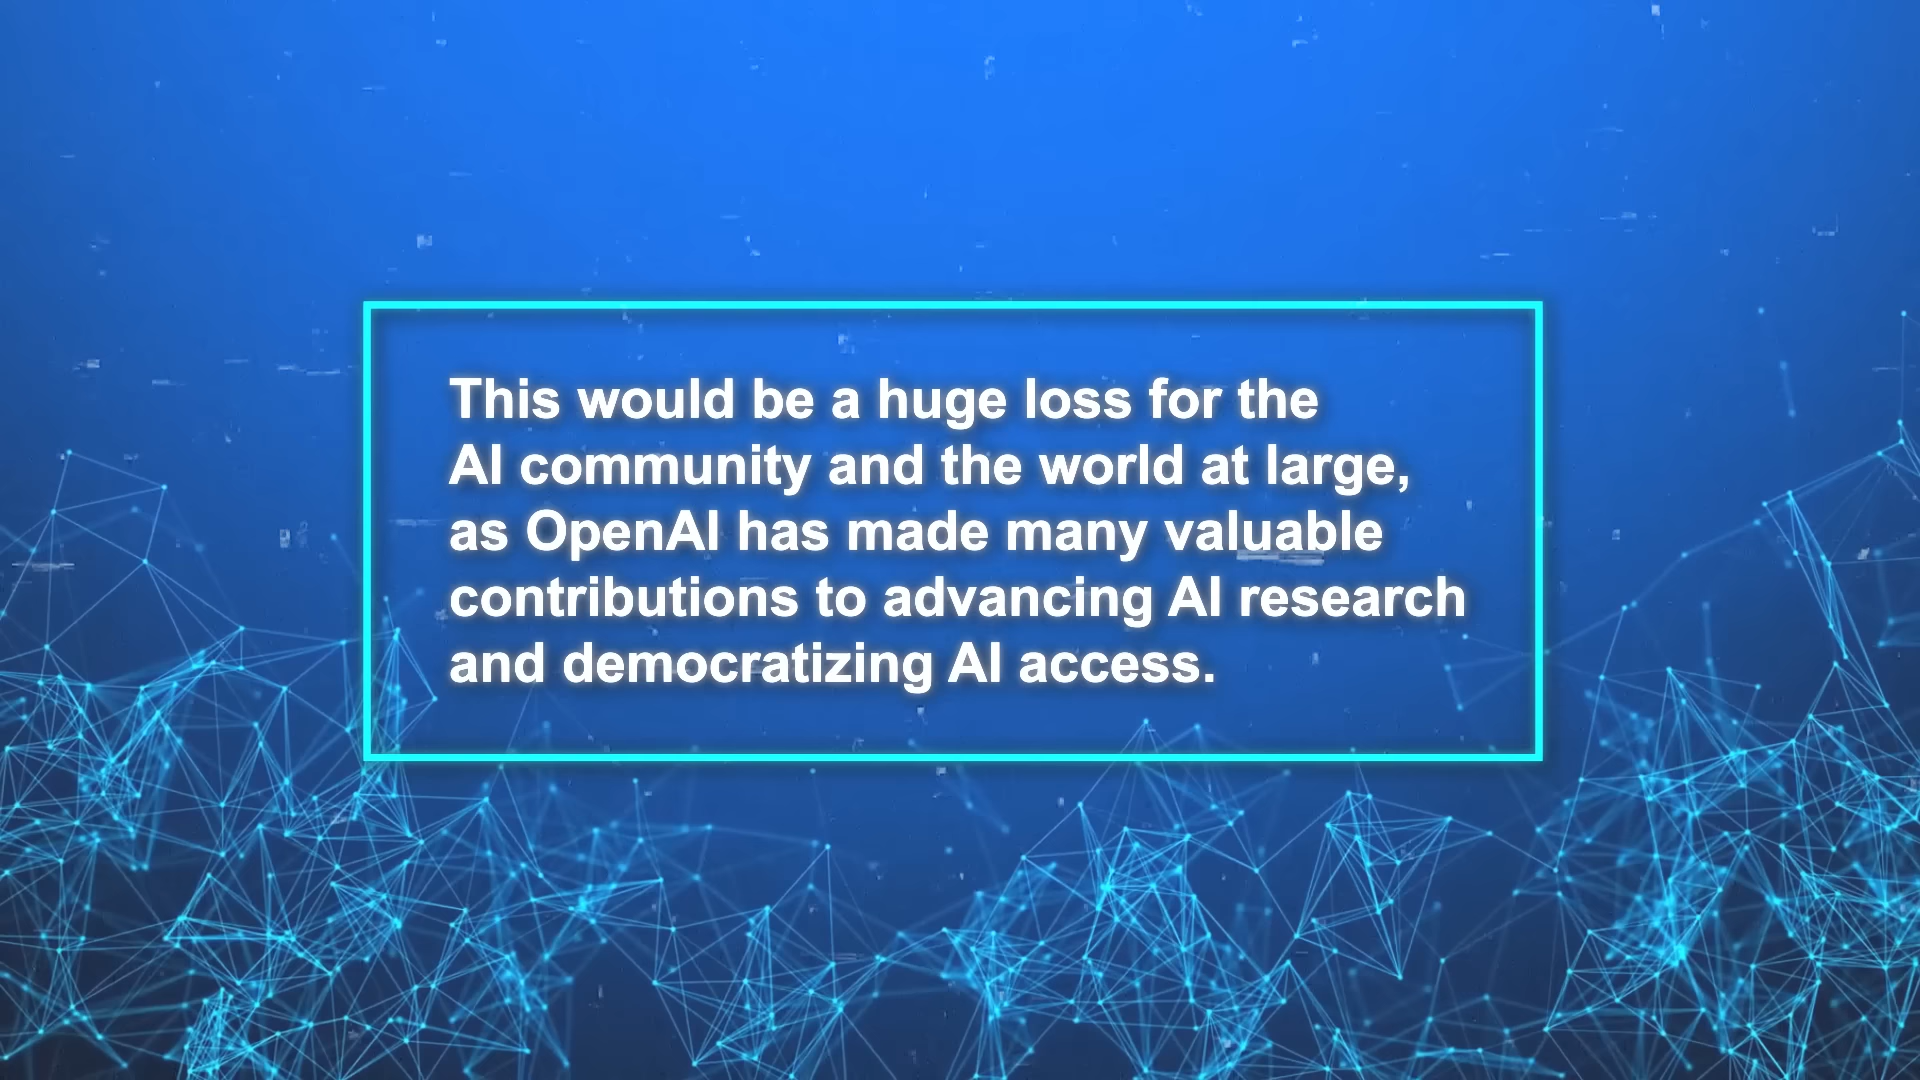 This would be a huge loss for the
AI community and the world at large,
as OpenAI has made many valuable
contributions to advancing AI research
and democratizing AI access.